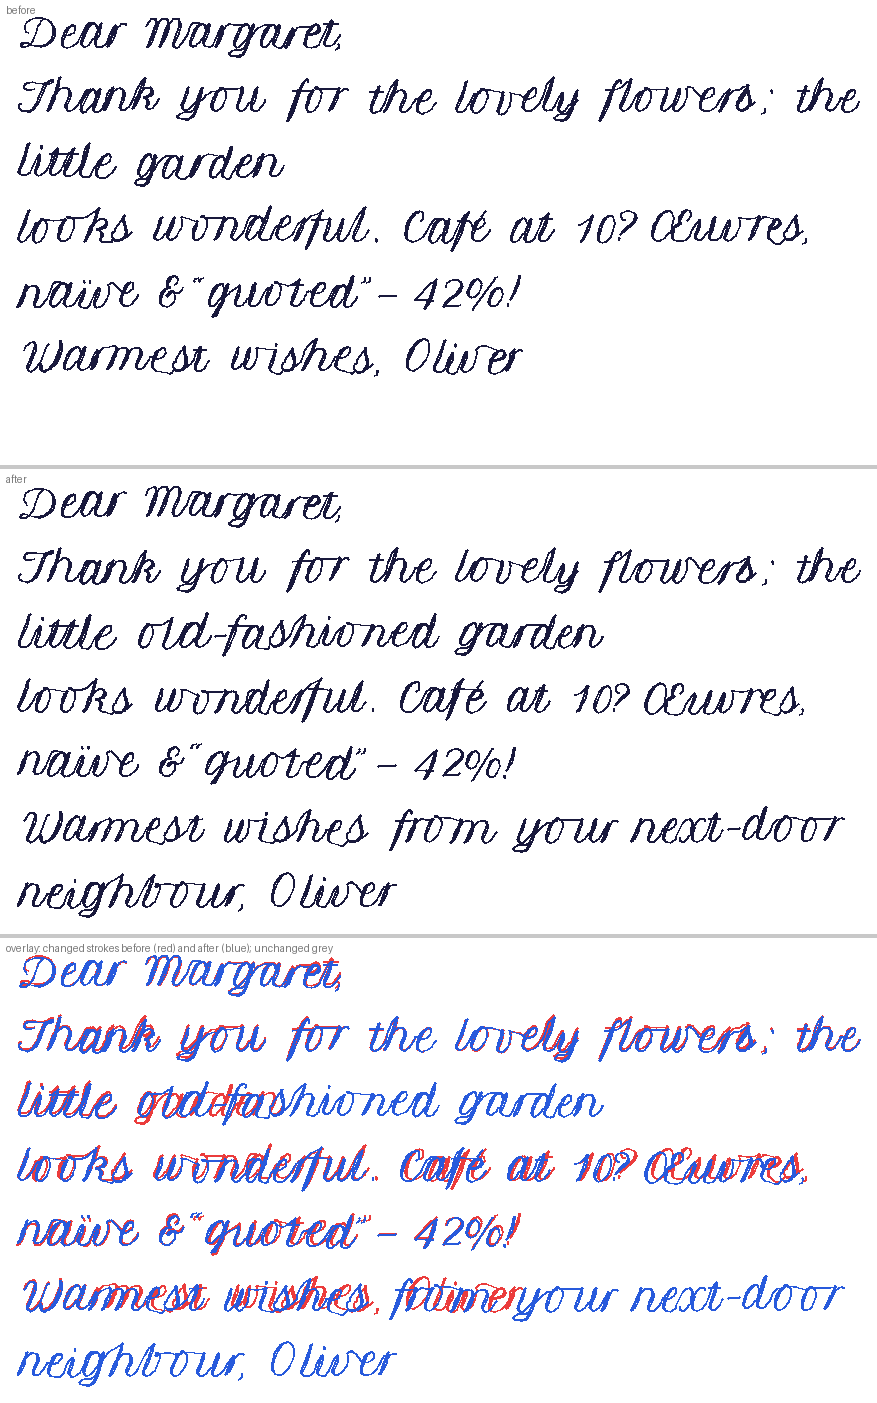 before
Dear Margaret,
Thank you for the lovely flowers; the
little garden
looks wonderful. Café at 10? Œuvres,
naïve & “quoted” – 42%!
Warmest wishes, Oliver
after
Dear Margaret,
Thank you for the lovely flowers; the
little old-fashioned garden
looks wonderful. Café at 10? Œuvres,
naïve & “quoted” – 42%!
Warmest wishes from your next-door
neighbour, Oliver
overlay: changed strokes before (red) and after (blue); unchanged grey
Dear Margaret,
Thank you for the lovely flowers; the
little old-fashioned garden
looks wonderful. Café at 10? Œuvres,
naïve & “quoted” – 42%!
Warmest wishes, from your next-door
neighbour, Oliver